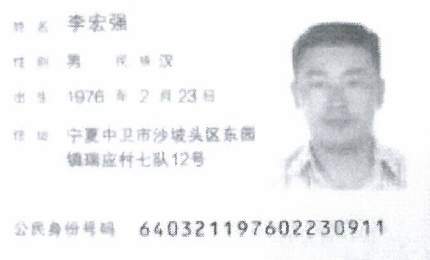 姓名 李宏强
性别 男 民族 汉
出生 1976 年 2 月 23 日
住址 宁夏中卫市沙坡头区东园
镇瑞应村七队12号
公民身份号码 640321197602230911